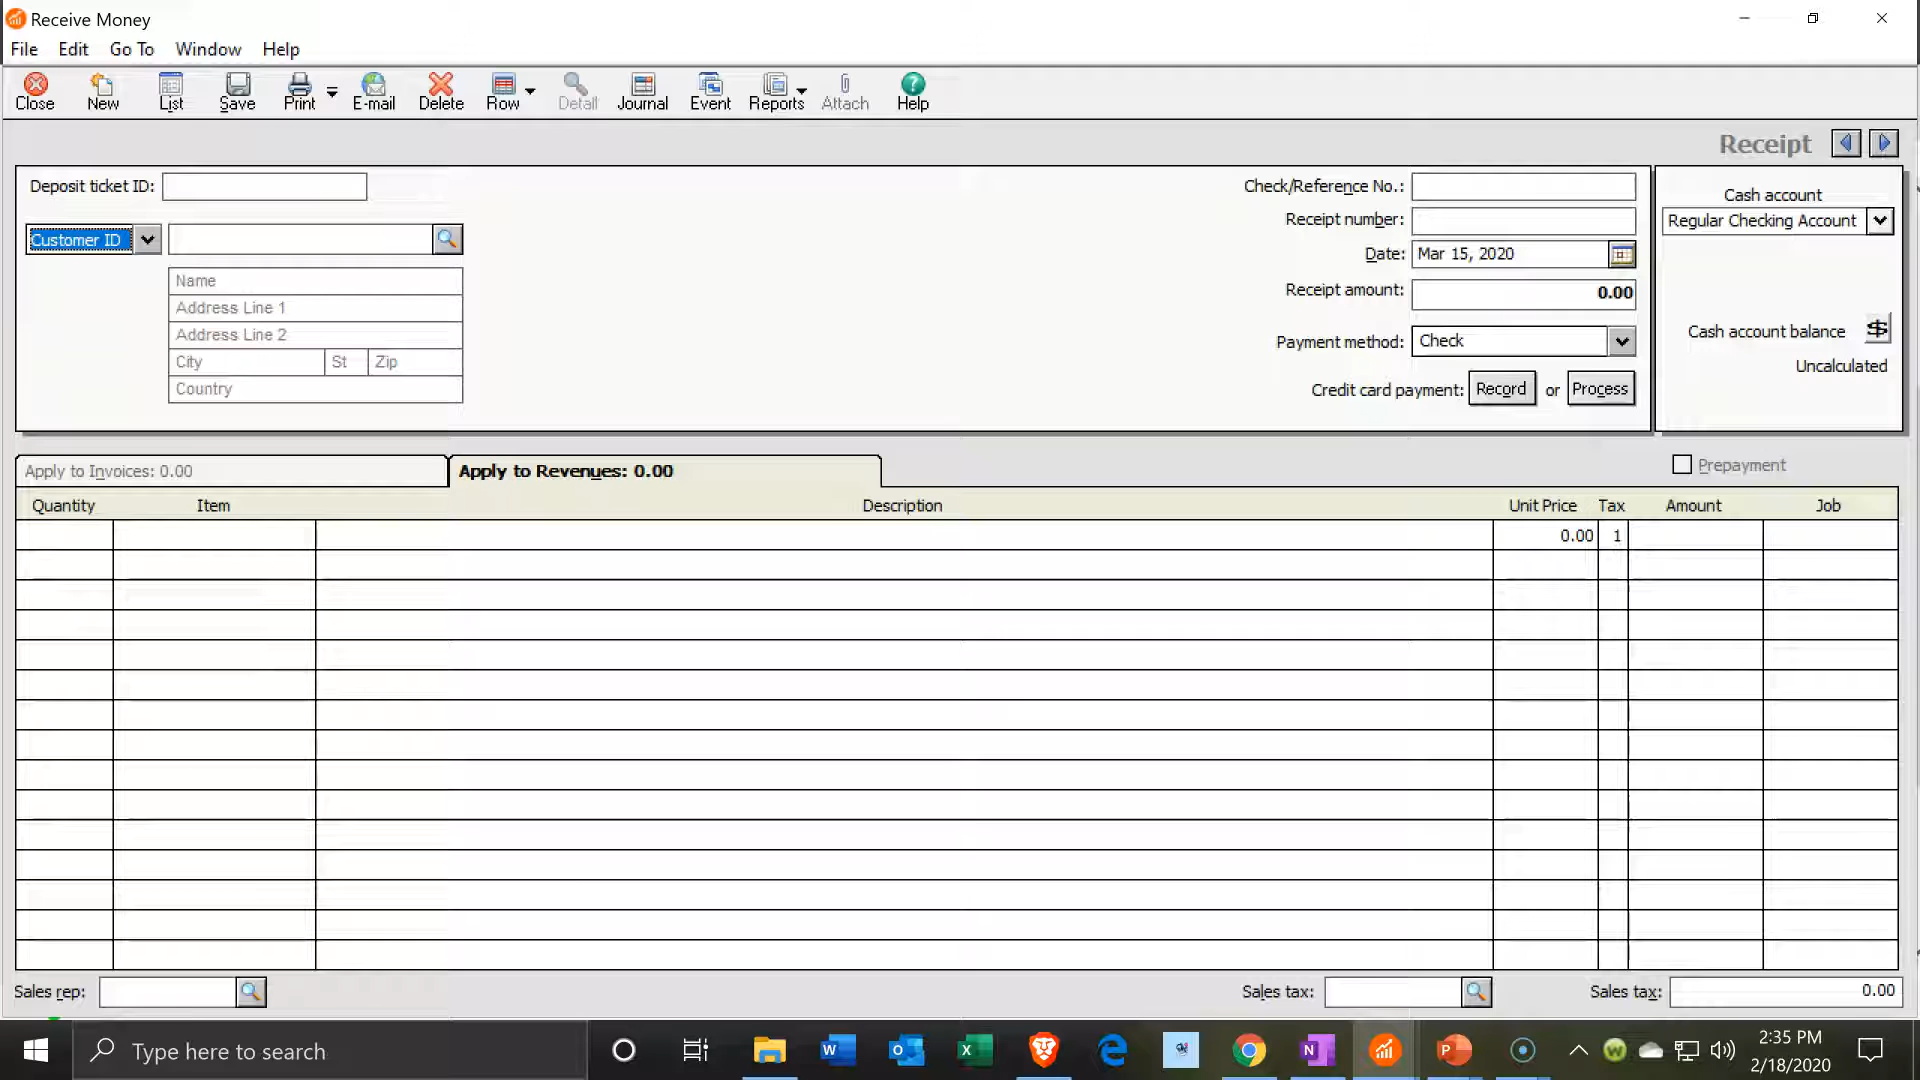 Receive Money
File Edit Go To Window Help
Close New List Save Print E-mail Delete Row Detail Journal Event Reports Attach Help
Receipt
Deposit ticket ID:
Customer ID
Name
Address Line 1
Address Line 2
City St Zip
Country
Check/Reference No.:
Receipt number:
Date: Mar 15, 2020
Receipt amount: 0.00
Payment method: Check
Credit card payment: Record or Process
Cash account
Regular Checking Account
Cash account balance
Uncalculated
Apply to Invoices: 0.00 Apply to Revenues: 0.00 Prepayment
Quantity Item Description Unit Price Tax Amount Job
0.00 1
Sales rep: Sales tax: Sales tax: 0.00
Type here to search
2:35 PM
2/18/2020